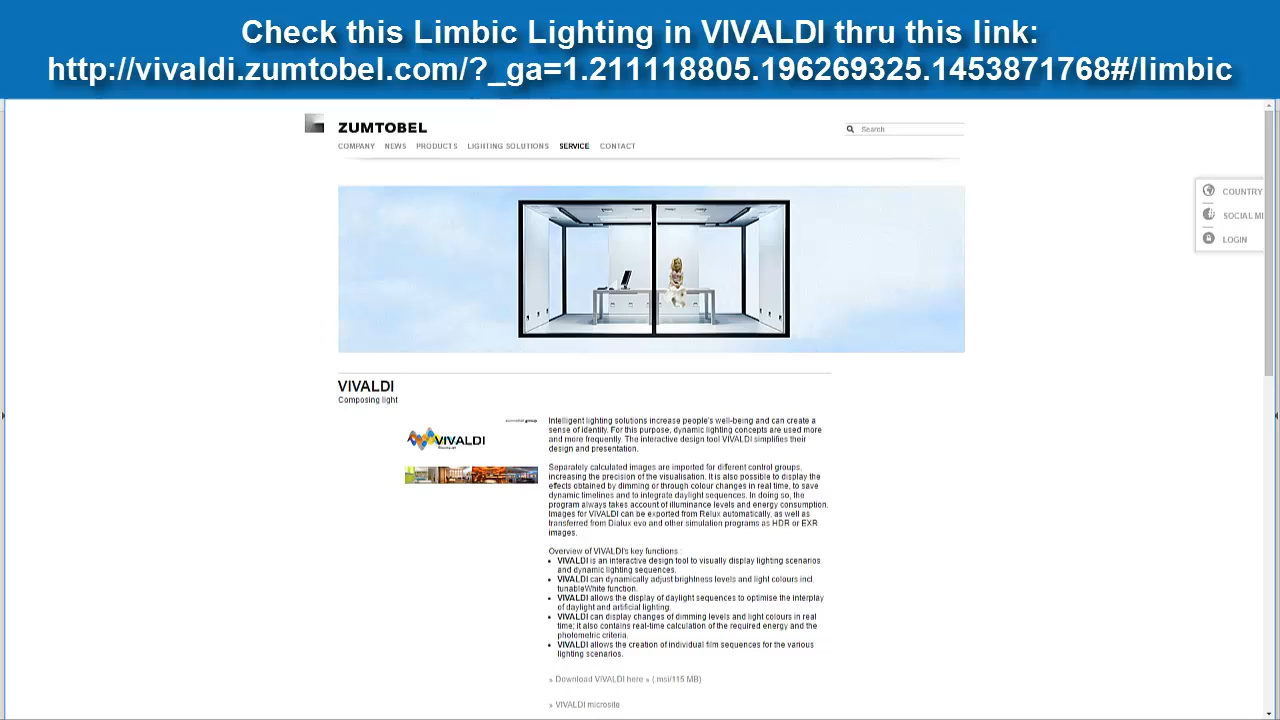 Check this Limbic Lighting in VIVALDI thru this link:
http://vivaldi.zumtobel.com/?_ga=1.211118805.196269325.1453871768#/limbic
ZUMTOBEL
Search
COMPANY NEWS PRODUCTS LIGHTING SOLUTIONS SERVICE CONTACT
COUNTRY
SOCIAL ME
LOGIN
VIVALDI
Composing light
zumtobel group
VIVALDI
Intelligent lighting solutions increase people's well-being and can create a
sense of identity. For this purpose, dynamic lighting concepts are used more
and more frequently. The interactive design tool VIVALDI simplifies their
design and presentation.
Separately calculated images are imported for different control groups,
increasing the precision of the visualisation. It is also possible to display the
effects obtained by dimming or through colour changes in real time, to save
dynamic timelines and to integrate daylight sequences. In doing so, the
program always takes account of illuminance levels and energy consumption.
Images for VIVALDI can be exported from Relux automatically, as well as
transferred from Dialux evo and other simulation programs as HDR or EXR
images.
Overview of VIVALDI's key functions :
• VIVALDI is an interactive design tool to visually display lighting scenarios
and dynamic lighting sequences.
• VIVALDI can dynamically adjust brightness levels and light colours incl.
tunableWhite function.
• VIVALDI allows the display of daylight sequences to optimise the interplay
of daylight and artificial lighting.
• VIVALDI can display changes of dimming levels and light colours in real
time; it also contains real-time calculation of the required energy and the
photometric criteria.
• VIVALDI allows the creation of individual film sequences for the various
lighting scenarios.
» Download VIVALDI here » (.msi/115 MB)
» VIVALDI microsite